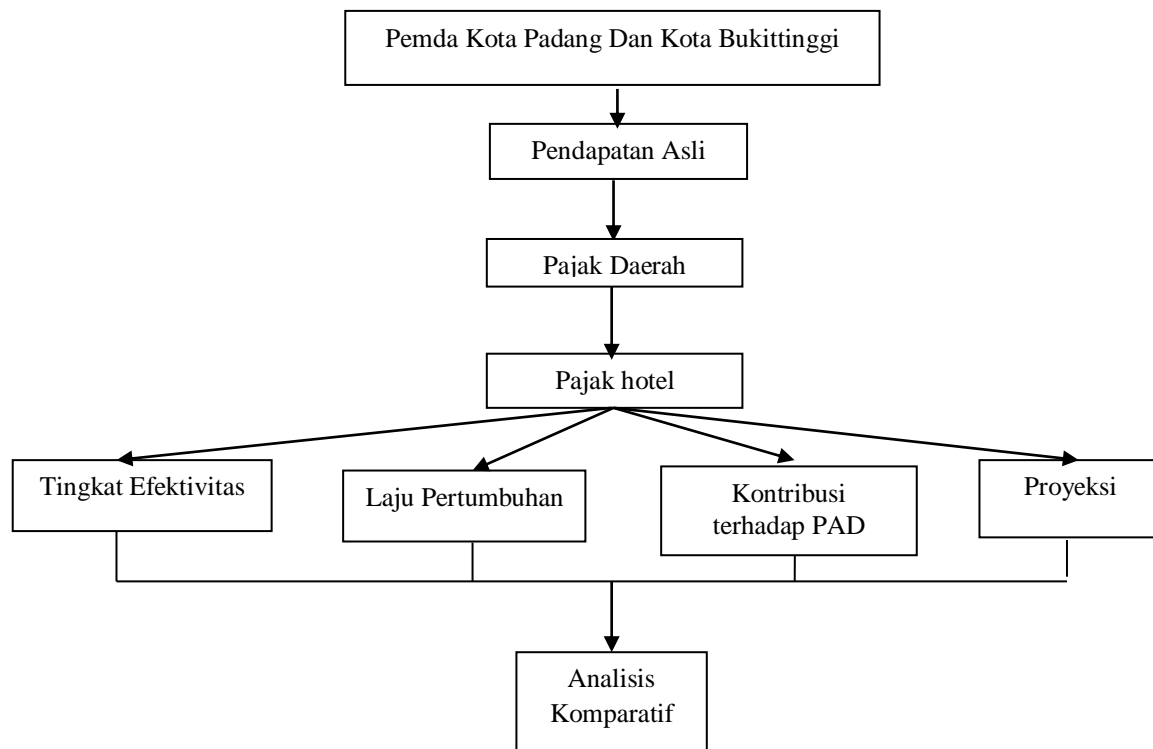 Pemda Kota Padang Dan Kota Bukittinggi
Pendapatan Asli
Pajak Daerah
Pajak hotel
Tingkat Efektivitas
Laju Pertumbuhan
Kontribusi
terhadap PAD
Proyeksi
Analisis
Komparatif